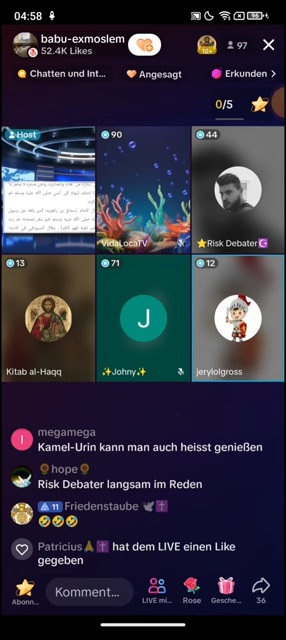 04:58
96
babu-exmoslem
52.4K Likes
10+
97
Chatten und Int...
Angesagt
Erkunden
0/5
Host
90
44
VidaLocaTV
⭐Risk Debater☪️
13
71
12
Kitab al-Haqq
J
✨Johny✨
jerylolgross
megamega
Kamel-Urin kann man auch heisst genießen
🌻hope🌻
Risk Debater langsam im Reden
11 Friedenstaube 🕊️✝️
🤣🤣🤣
Patricius🙏✝️ hat dem LIVE einen Like
gegeben
Komment...
Abonn...
LIVE mi...
Rose
Gesche...
36